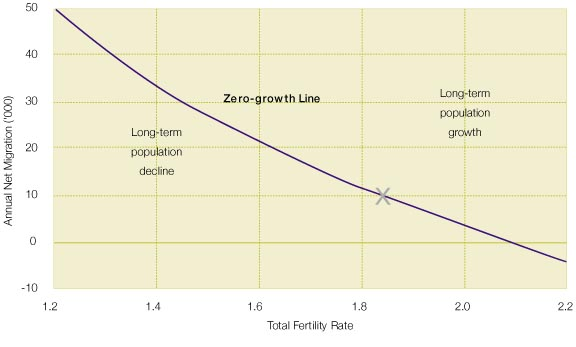 50
40
30
20
10
0
-10
Annual Net Migration ('000)
Zero-growth Line
Long-term
population
growth
Long-term
population
decline
X
1.2 1.4 1.6 1.8 2.0 2.2
Total Fertility Rate